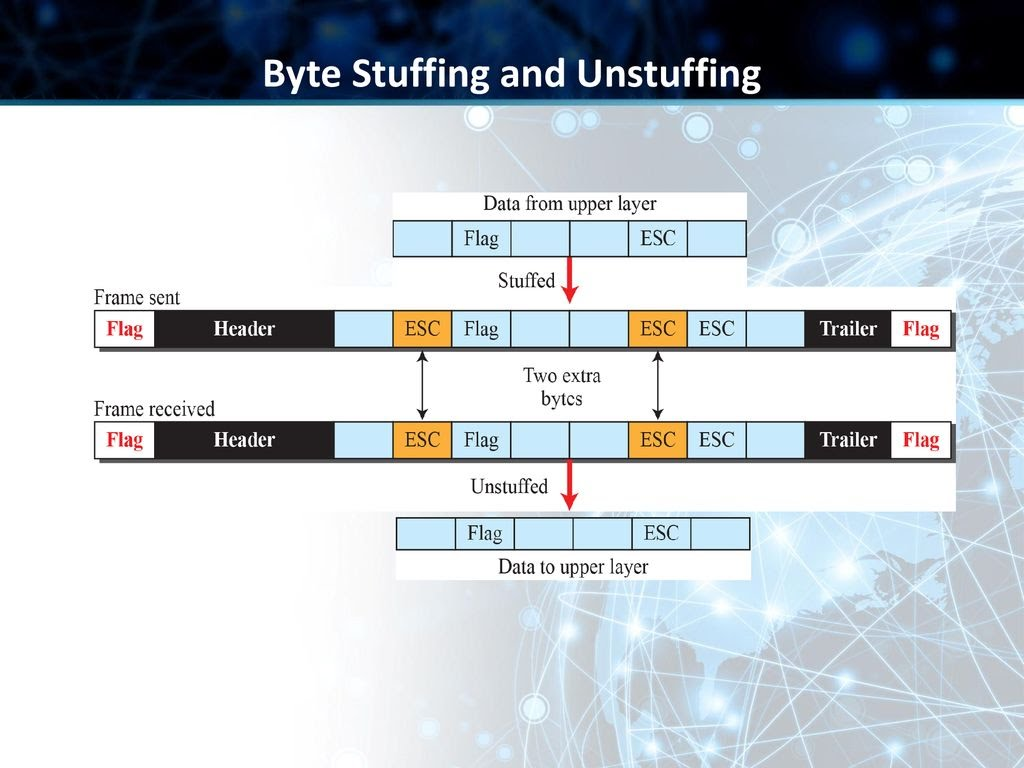 Byte Stuffing and Unstuffing
Data from upper layer
Flag ESC
Stuffed
Frame sent
Flag Header ESC Flag ESC ESC Trailer Flag
Two extra
bytes
Frame received
Flag Header ESC Flag ESC ESC Trailer Flag
Unstuffed
Flag ESC
Data to upper layer